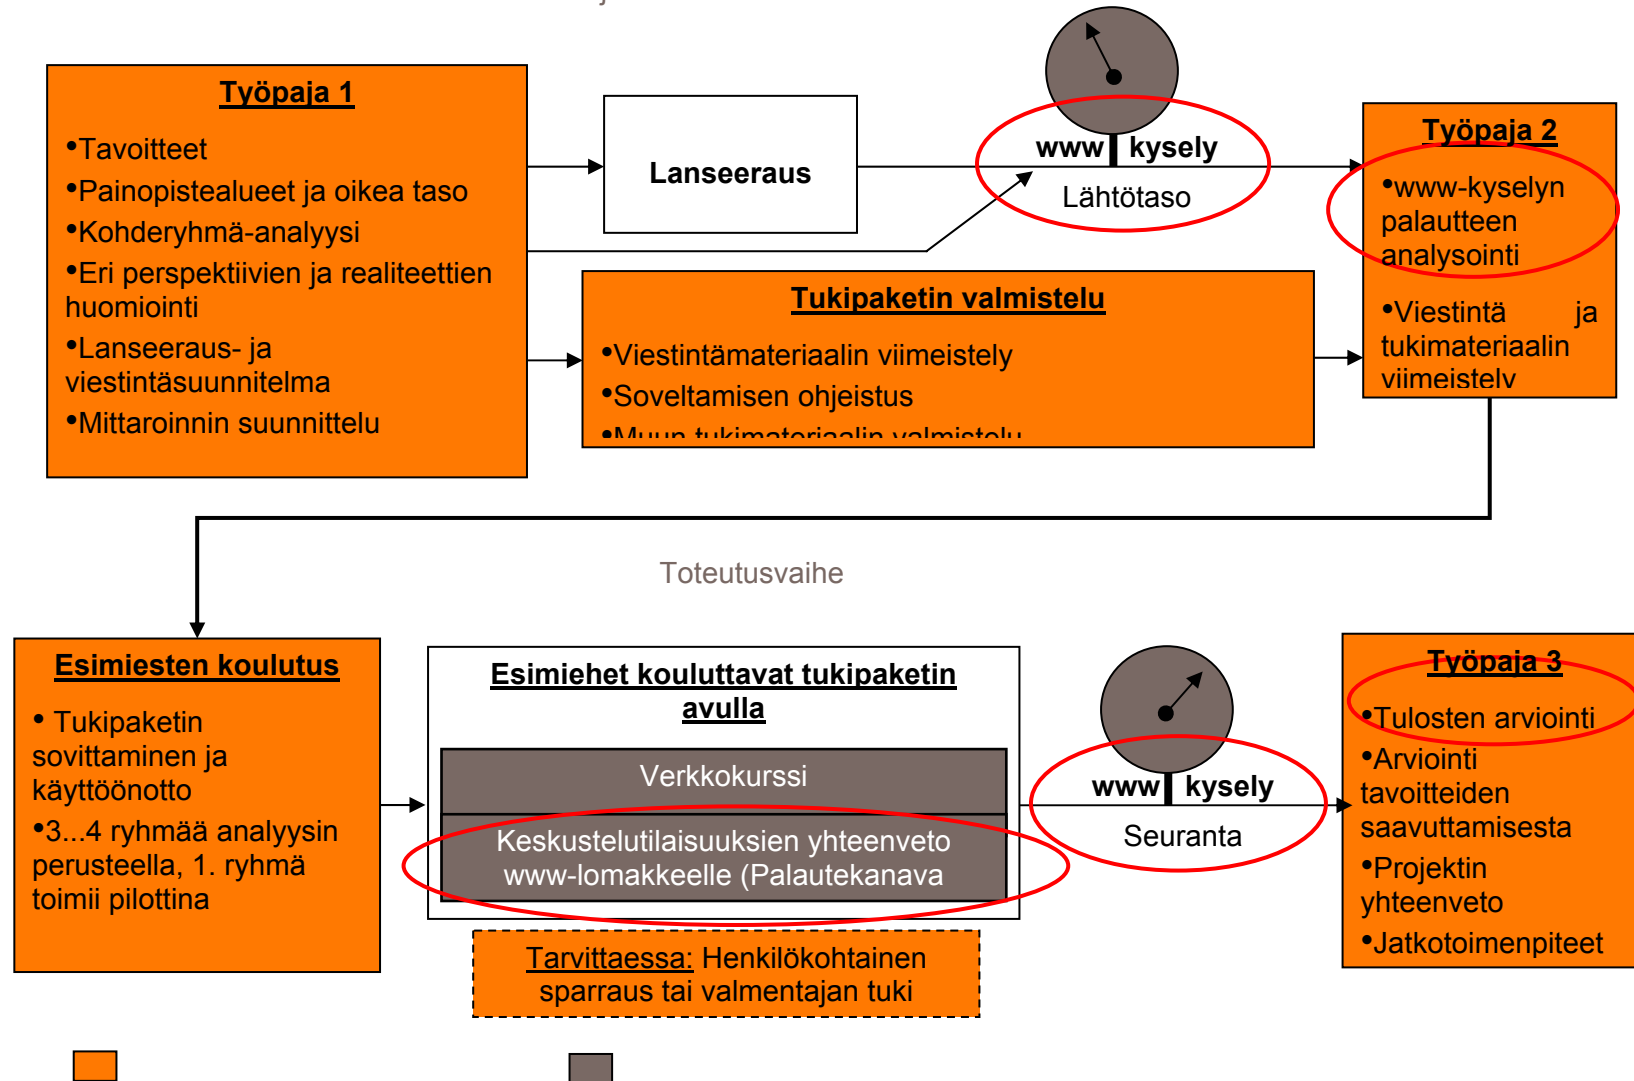 Työpaja 1
•Tavoitteet
•Painopistealueet ja oikea taso
•Kohderyhmä-analyysi
•Eri perspektiivien ja realiteettien
huomiointi
•Lanseeraus- ja
viestintäsuunnitelma
•Mittaroinnin suunnittelu
Lanseeraus
www kysely
Lähtötaso
Tukipaketin valmistelu
•Viestintämateriaalin viimeistely
•Soveltamisen ohjeistus
•Muun tukimateriaalin valmistelu
Työpaja 2
•www-kyselyn
palautteen
analysointi
•Viestintä ja
tukimateriaalin
viimeistely
Toteutusvaihe
Esimiesten koulutus
• Tukipaketin
sovittaminen ja
käyttöönotto
•3...4 ryhmää analyysin
perusteella, 1. ryhmä
toimii pilottina
Esimiehet kouluttavat tukipaketin
avulla
Verkkokurssi
Keskustelutilaisuuksien yhteenveto
www-lomakkeelle (Palautekanava
Tarvittaessa: Henkilökohtainen
sparraus tai valmentajan tuki
www kysely
Seuranta
Työpaja 3
•Tulosten arviointi
•Arviointi
tavoitteiden
saavuttamisesta
•Projektin
yhteenveto
•Jatkotoimenpiteet